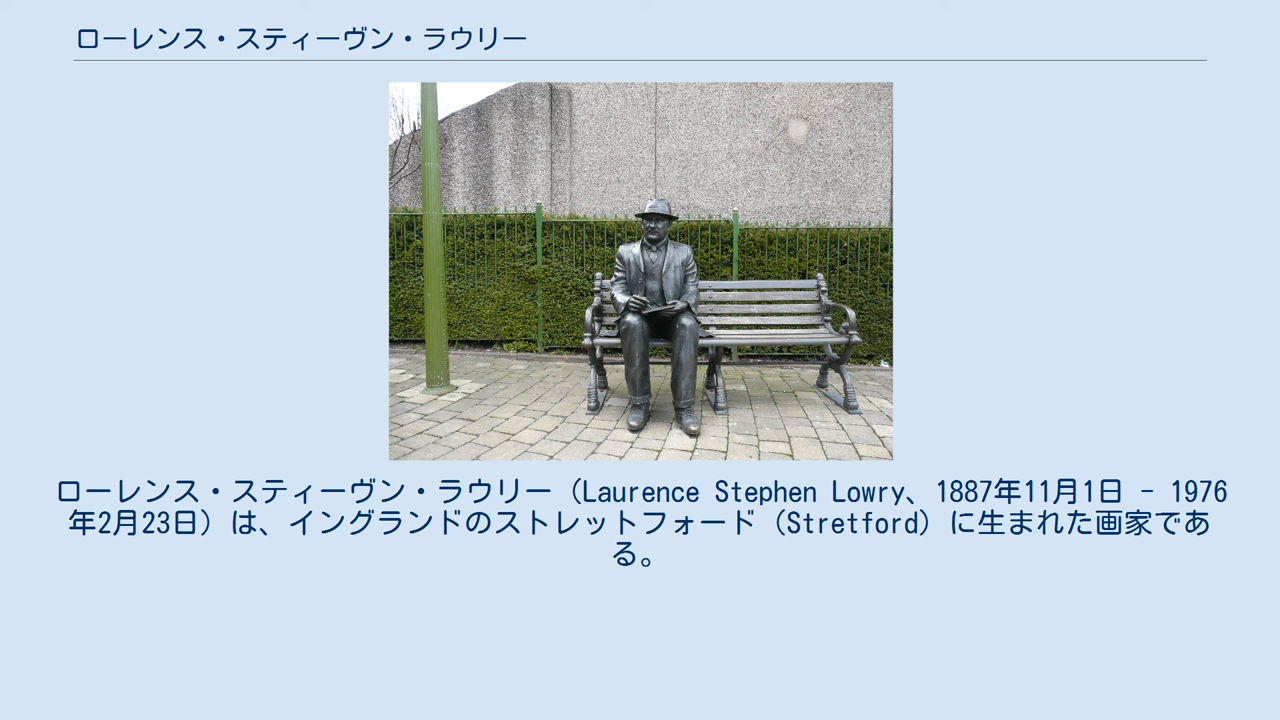 ローレンス・スティーヴン・ラウリー
ローレンス・スティーヴン・ラウリー（Laurence Stephen Lowry、1887年11月1日 - 1976
年2月23日）は、イングランドのストレットフォード（Stretford）に生まれた画家であ
る。